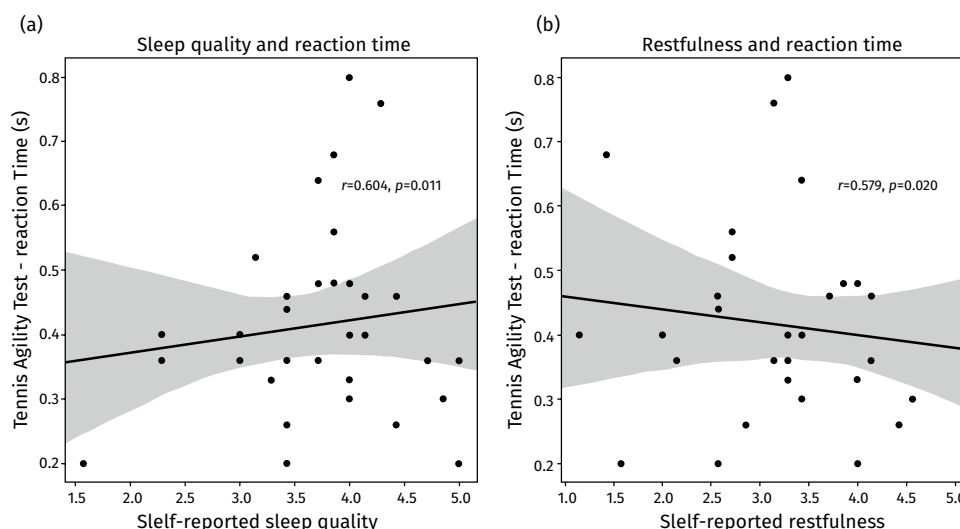 (a)
Sleep quality and reaction time
Tennis Agility Test - reaction Time (s)
0.8
0.7
0.6
0.5
0.4
0.3
0.2
r=0.604, p=0.011
1.5 2.0 2.5 3.0 3.5 4.0 4.5 5.0
Slelf-reported sleep quality
(b)
Restfulness and reaction time
Tennis Agility Test - reaction Time (s)
0.8
0.7
0.6
0.5
0.4
0.3
0.2
r=0.579, p=0.020
1.0 1.5 2.0 2.5 3.0 3.5 4.0 4.5 5.0
Slelf-reported restfulness